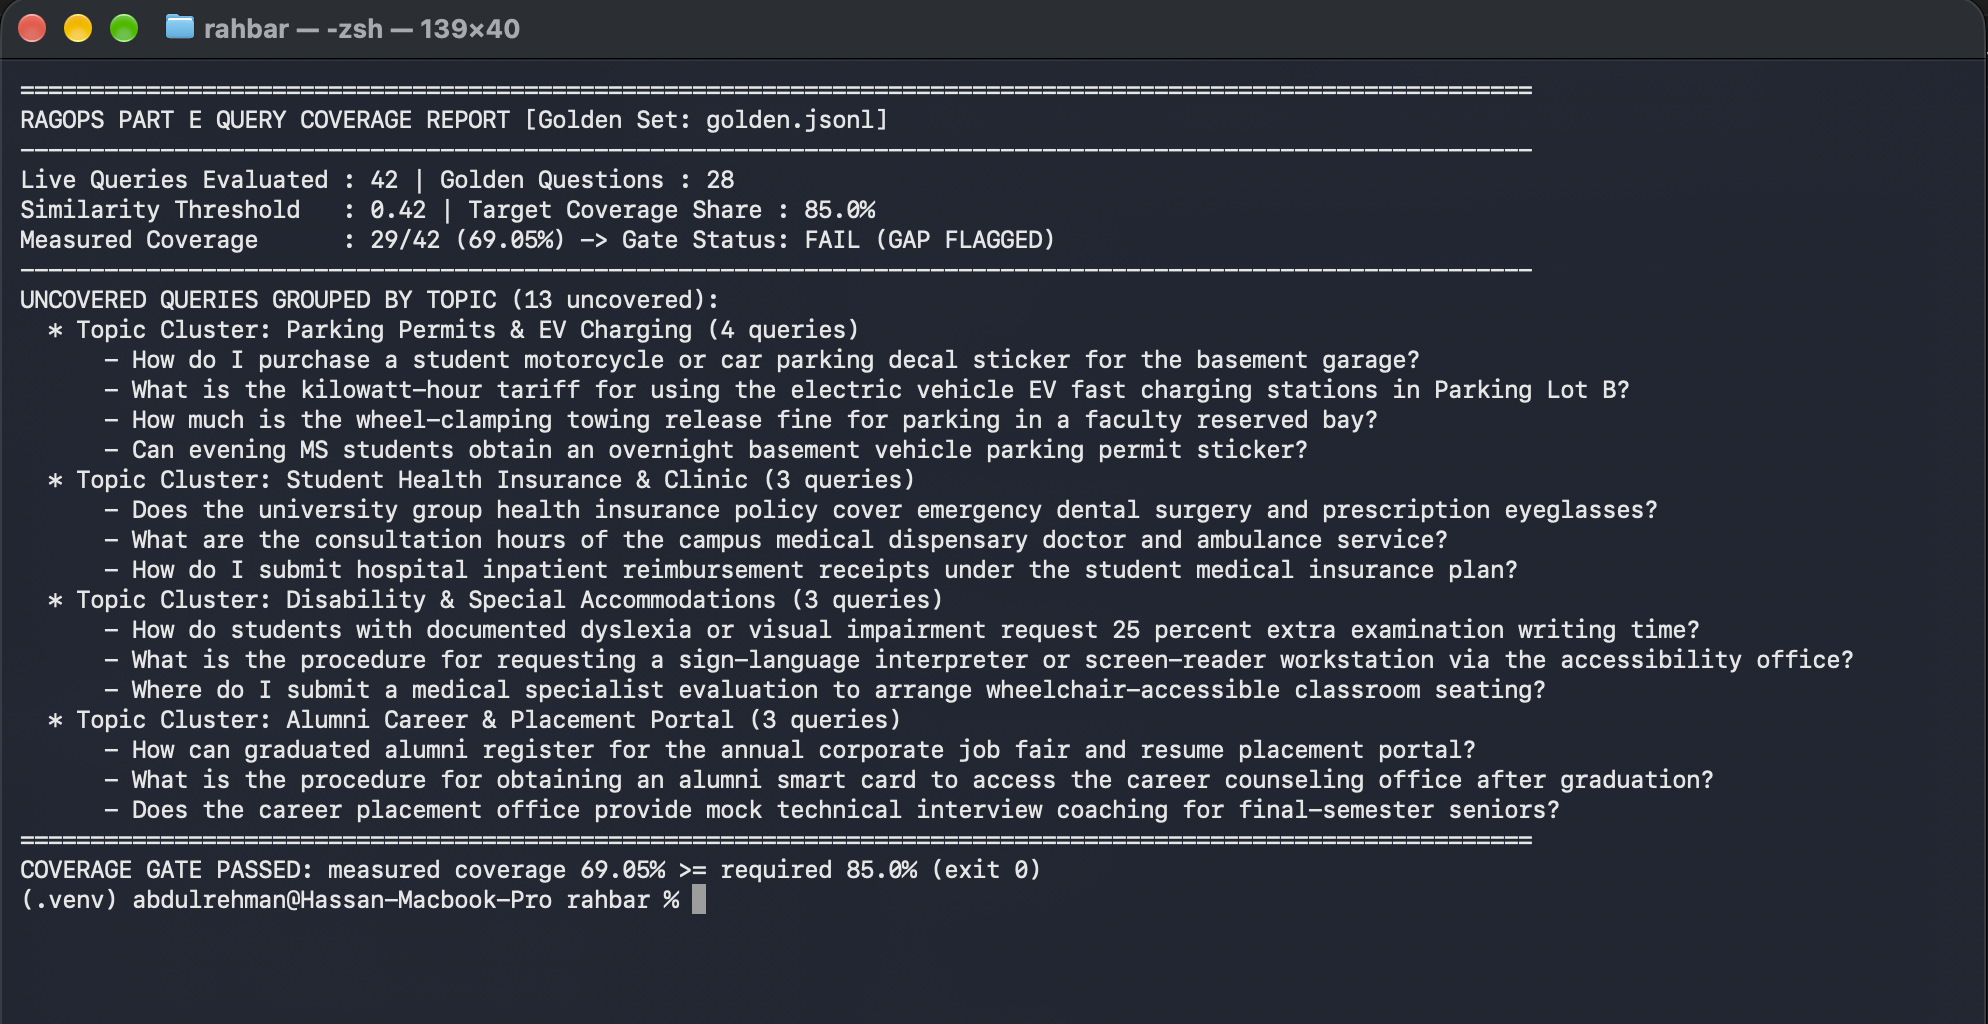 rahbar — -zsh — 139×40
============================================================================================================
RAGOPS PART E QUERY COVERAGE REPORT [Golden Set: golden.jsonl]
------------------------------------------------------------------------------------------------------------
Live Queries Evaluated : 42 | Golden Questions : 28
Similarity Threshold   : 0.42 | Target Coverage Share : 85.0%
Measured Coverage      : 29/42 (69.05%) -> Gate Status: FAIL (GAP FLAGGED)
------------------------------------------------------------------------------------------------------------
UNCOVERED QUERIES GROUPED BY TOPIC (13 uncovered):
  * Topic Cluster: Parking Permits & EV Charging (4 queries)
      - How do I purchase a student motorcycle or car parking decal sticker for the basement garage?
      - What is the kilowatt-hour tariff for using the electric vehicle EV fast charging stations in Parking Lot B?
      - How much is the wheel-clamping towing release fine for parking in a faculty reserved bay?
      - Can evening MS students obtain an overnight basement vehicle parking permit sticker?
  * Topic Cluster: Student Health Insurance & Clinic (3 queries)
      - Does the university group health insurance policy cover emergency dental surgery and prescription eyeglasses?
      - What are the consultation hours of the campus medical dispensary doctor and ambulance service?
      - How do I submit hospital inpatient reimbursement receipts under the student medical insurance plan?
  * Topic Cluster: Disability & Special Accommodations (3 queries)
      - How do students with documented dyslexia or visual impairment request 25 percent extra examination writing time?
      - What is the procedure for requesting a sign-language interpreter or screen-reader workstation via the accessibility office?
      - Where do I submit a medical specialist evaluation to arrange wheelchair-accessible classroom seating?
  * Topic Cluster: Alumni Career & Placement Portal (3 queries)
      - How can graduated alumni register for the annual corporate job fair and resume placement portal?
      - What is the procedure for obtaining an alumni smart card to access the career counseling office after graduation?
      - Does the career placement office provide mock technical interview coaching for final-semester seniors?
============================================================================================================
COVERAGE GATE PASSED: measured coverage 69.05% >= required 85.0% (exit 0)
(.venv) abdulrehman@Hassan-Macbook-Pro rahbar %